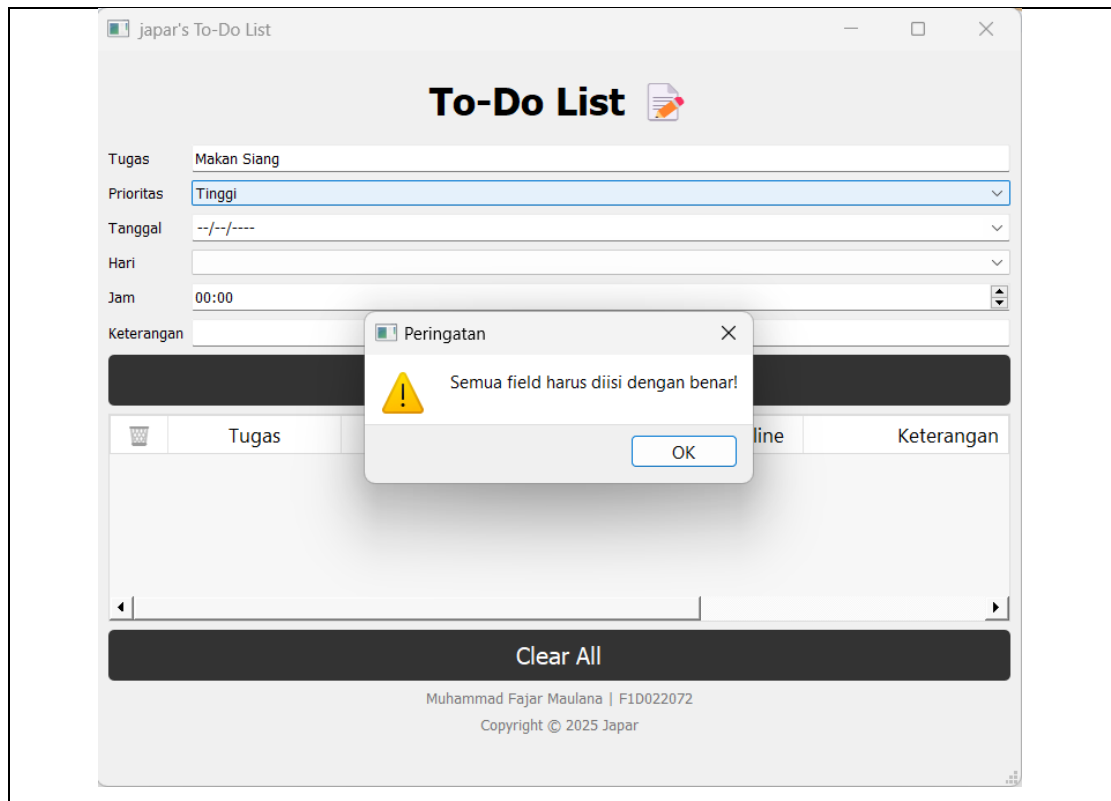 japar's To-Do List
To-Do List
Tugas Makan Siang
Prioritas Tinggi
Tanggal --/--/----
Hari
Jam 00:00
Keterangan
Peringatan
Semua field harus diisi dengan benar!
OK
Tugas line Keterangan
Clear All
Muhammad Fajar Maulana | F1D022072
Copyright © 2025 Japar